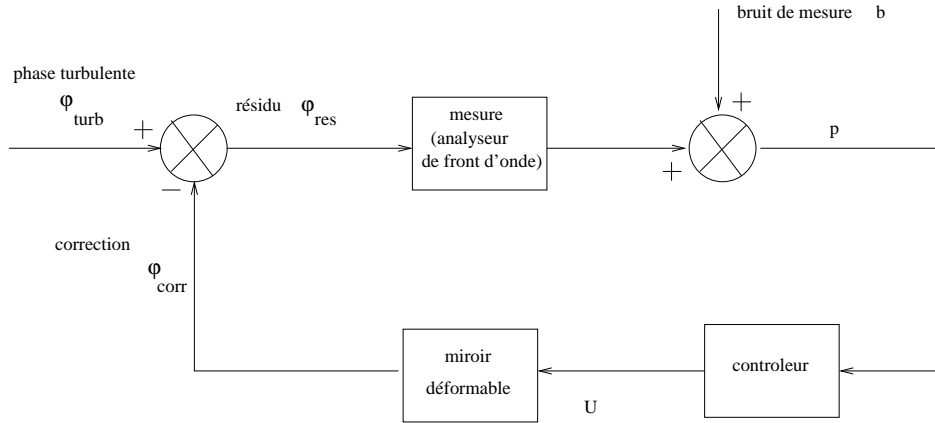 bruit de mesure b
phase turbulente
φ turb
+
résidu φ res
mesure
(analyseur
de front d'onde)
+
+
p
−
correction
φ corr
miroir
déformable
U
controleur